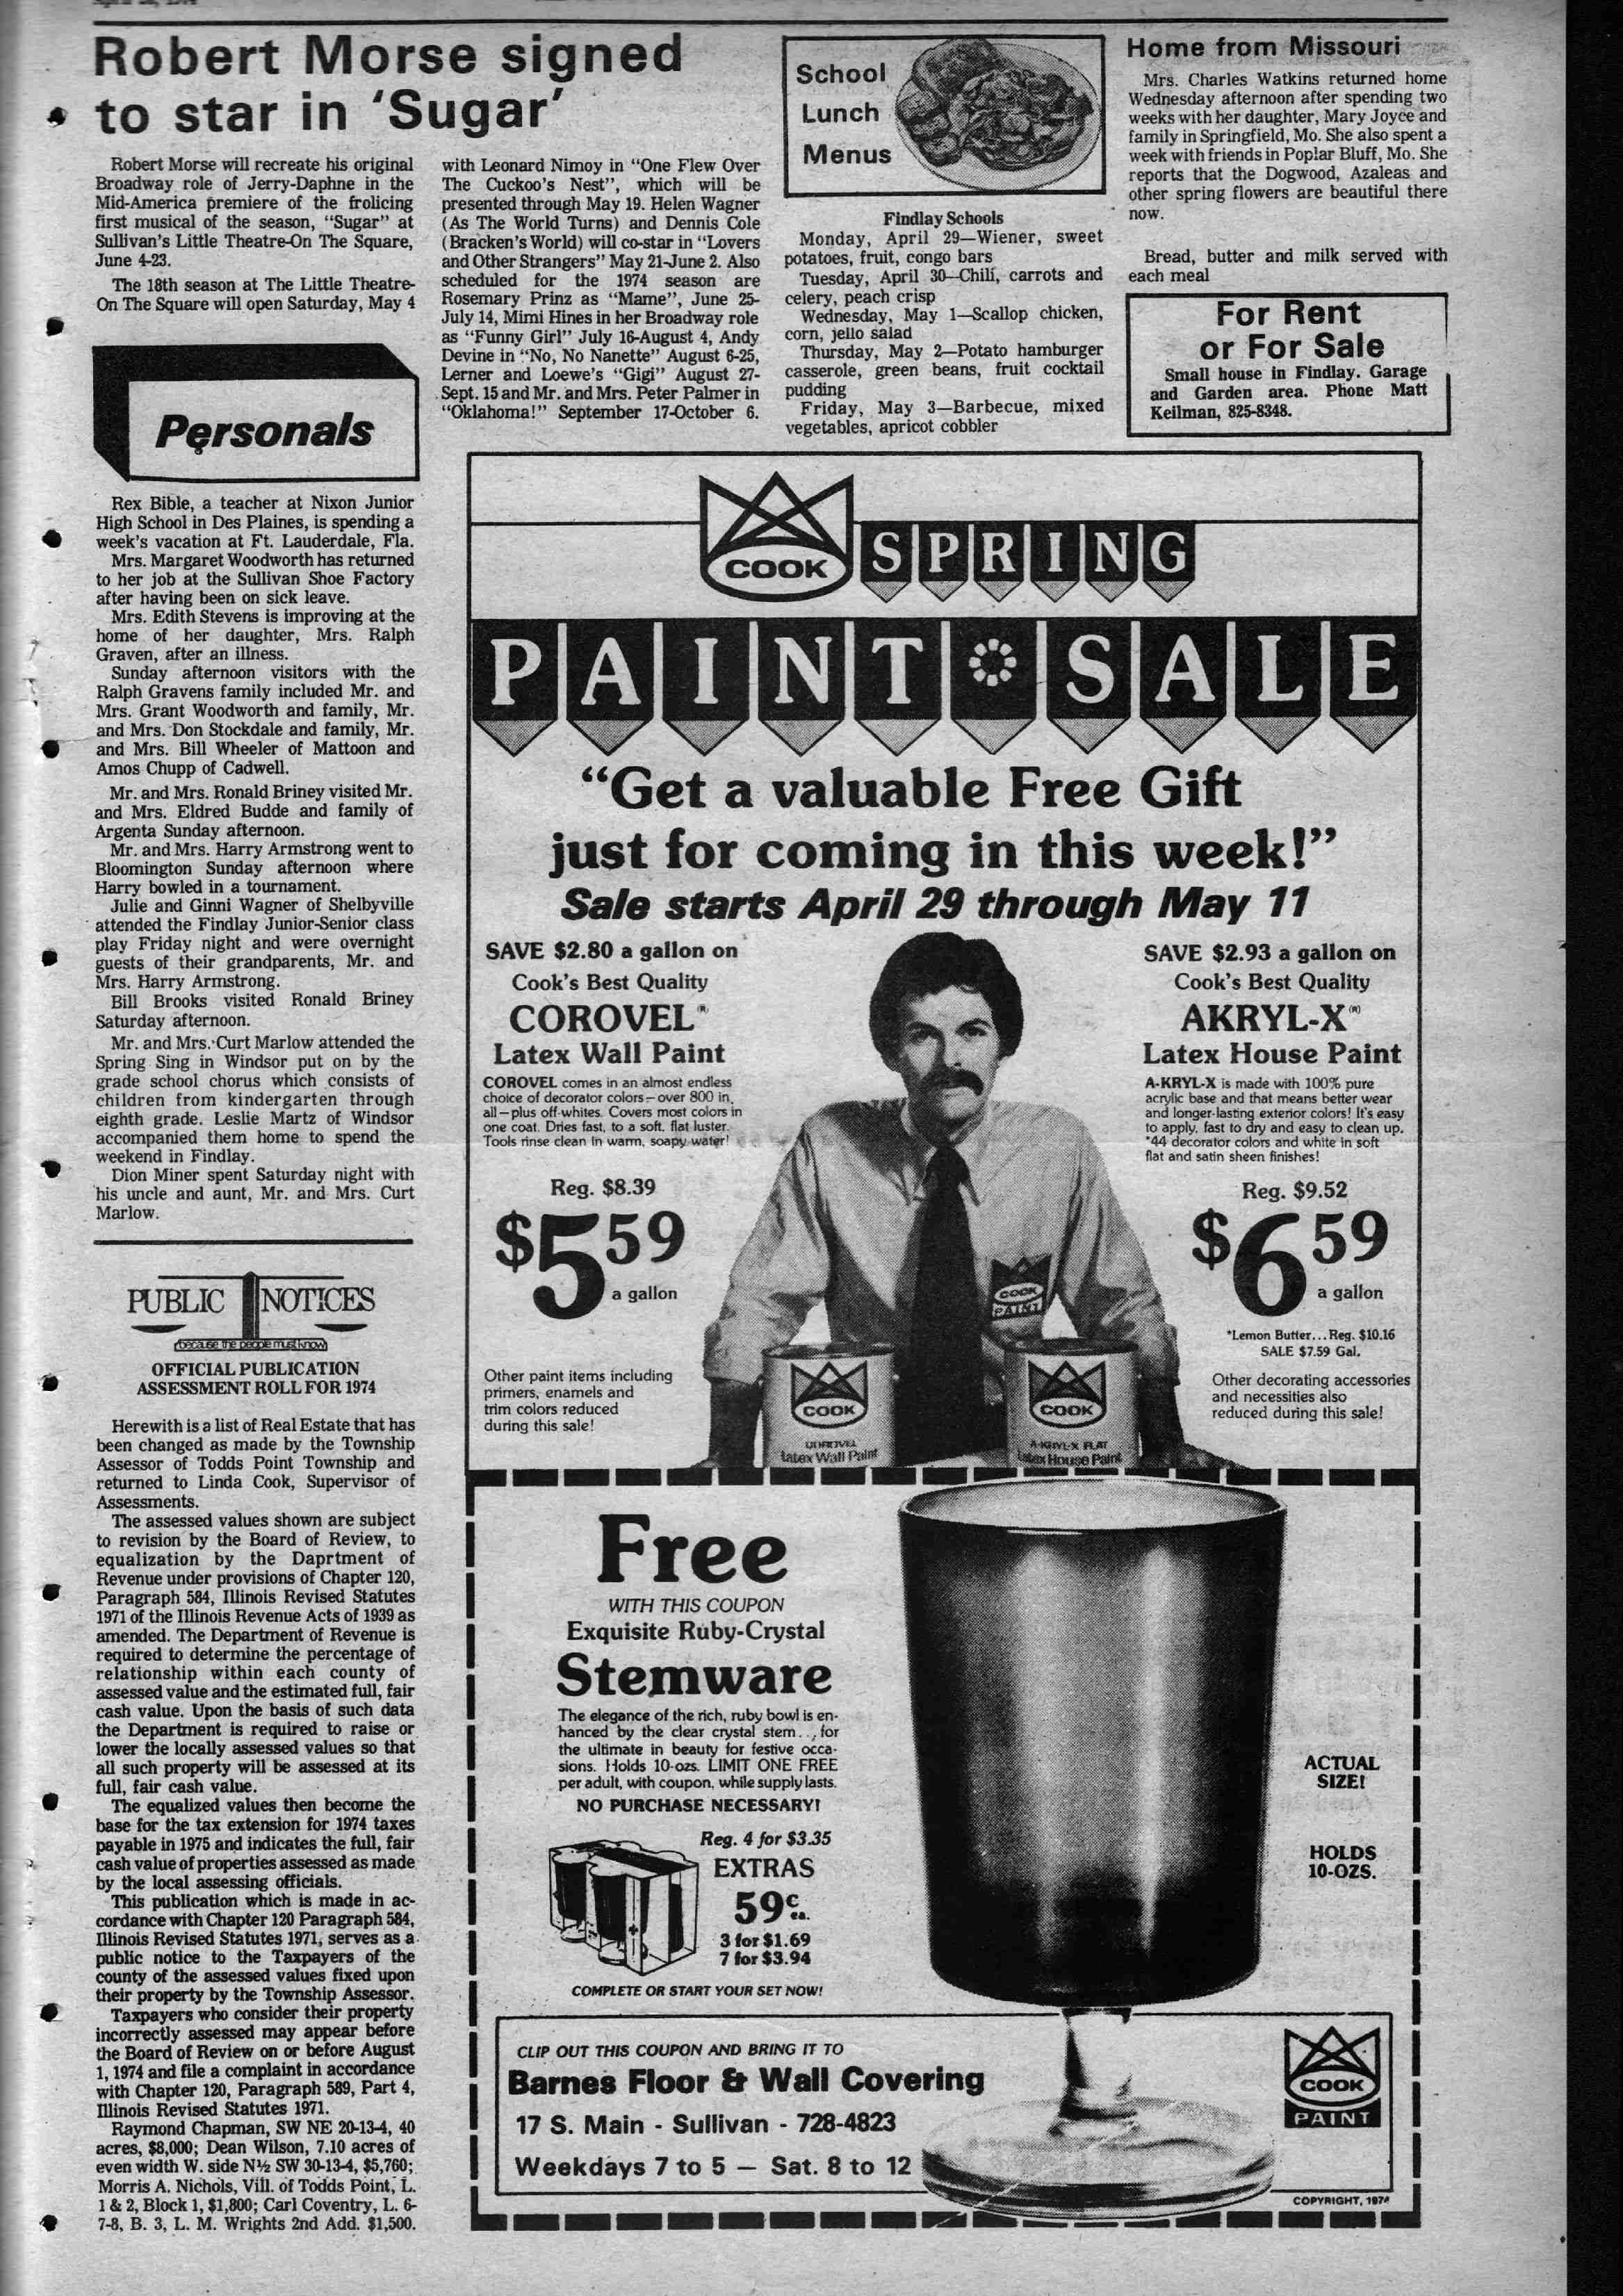 Robert Morse signed
to star in 'Sugar'
Robert Morse will recreate his original
Broadway role of Jerry-Daphne in the
Mid-America premiere of the frolicing
first musical of the season, "Sugar" at
Sullivan's Little Theatre-On The Square,
June 4-23.
The 18th season at The Little Theatre-
On The Square will open Saturday, May 4
with Leonard Nimoy in "One Flew Over
The Cuckoo's Nest", which will be
presented through May 19. Helen Wagner
(As The World Turns) and Dennis Cole
(Bracken's World) will co-star in "Lovers
and Other Strangers" May 21-June 2. Also
scheduled for the 1974 season are
Rosemary Prinz as "Mame", June 25-
July 14, Mimi Hines in her Broadway role
as "Funny Girl" July 16-August 4, Andy
Devine in "No, No Nanette" August 6-25,
Lerner and Loewe's "Gigi" August 27-
Sept. 15 and Mr. and Mrs. Peter Palmer in
"Oklahoma!" September 17-October 6.
School
Lunch
Menus
Findlay Schools
Monday, April 29—Wiener, sweet
potatoes, fruit, congo bars
Tuesday, April 30—Chili, carrots and
celery, peach crisp
Wednesday, May 1—Scallop chicken,
corn, jello salad
Thursday, May 2—Potato hamburger
casserole, green beans, fruit cocktail
pudding
Friday, May 3—Barbecue, mixed
vegetables, apricot cobbler
Home from Missouri
Mrs. Charles Watkins returned home
Wednesday afternoon after spending two
weeks with her daughter, Mary Joyce and
family in Springfield, Mo. She also spent a
week with friends in Poplar Bluff, Mo. She
reports that the Dogwood, Azaleas and
other spring flowers are beautiful there
now.
Bread, butter and milk served with
each meal
For Rent
or For Sale
Small house in Findlay. Garage
and Garden area. Phone Matt
Keilman, 825-8348.
Personals
Rex Bible, a teacher at Nixon Junior
High School in Des Plaines, is spending a
week's vacation at Ft. Lauderdale, Fla.
Mrs. Margaret Woodworth has returned
to her job at the Sullivan Shoe Factory
after having been on sick leave.
Mrs. Edith Stevens is improving at the
home of her daughter, Mrs. Ralph
Graven, after an illness.
Sunday afternoon visitors with the
Ralph Gravens family included Mr. and
Mrs. Grant Woodworth and family, Mr.
and Mrs. Don Stockdale and family, Mr.
and Mrs. Bill Wheeler of Mattoon and
Amos Chupp of Cadwell.
Mr. and Mrs. Ronald Briney visited Mr.
and Mrs. Eldred Budde and family of
Argenta Sunday afternoon.
Mr. and Mrs. Harry Armstrong went to
Bloomington Sunday afternoon where
Harry bowled in a tournament.
Julie and Ginni Wagner of Shelbyville
attended the Findlay Junior-Senior class
play Friday night and were overnight
guests of their grandparents, Mr. and
Mrs. Harry Armstrong.
Bill Brooks visited Ronald Briney
Saturday afternoon.
Mr. and Mrs. Curt Marlow attended the
Spring Sing in Windsor put on by the
grade school chorus which consists of
children from kindergarten through
eighth grade. Leslie Martz of Windsor
accompanied them home to spend the
weekend in Findlay.
Dion Miner spent Saturday night with
his uncle and aunt, Mr. and Mrs. Curt
Marlow.
PUBLIC NOTICES
because the people must know
OFFICIAL PUBLICATION
ASSESSMENT ROLL FOR 1974
Herewith is a list of Real Estate that has
been changed as made by the Township
Assessor of Todds Point Township and
returned to Linda Cook, Supervisor of
Assessments.
The assessed values shown are subject
to revision by the Board of Review, to
equalization by the Daprtment of
Revenue under provisions of Chapter 120,
Paragraph 584, Illinois Revised Statutes
1971 of the Illinois Revenue Acts of 1939 as
amended. The Department of Revenue is
required to determine the percentage of
relationship within each county of
assessed value and the estimated full, fair
cash value. Upon the basis of such data
the Department is required to raise or
lower the locally assessed values so that
all such property will be assessed at its
full, fair cash value.
The equalized values then become the
base for the tax extension for 1974 taxes
payable in 1975 and indicates the full, fair
cash value of properties assessed as made
by the local assessing officials.
This publication which is made in ac-
cordance with Chapter 120 Paragraph 584,
Illinois Revised Statutes 1971, serves as a
public notice to the Taxpayers of the
county of the assessed values fixed upon
their property by the Township Assessor.
Taxpayers who consider their property
incorrectly assessed may appear before
the Board of Review on or before August
1, 1974 and file a complaint in accordance
with Chapter 120, Paragraph 589, Part 4,
Illinois Revised Statutes 1971.
Raymond Chapman, SW NE 20-13-4, 40
acres, $8,000; Dean Wilson, 7.10 acres of
even width W. side N½ SW 30-13-4, $5,760;
Morris A. Nichols, Vill. of Todds Point, L.
1 & 2, Block 1, $1,800; Carl Coventry, L. 6-
7-8, B. 3, L. M. Wrights 2nd Add. $1,500.
COOK
SPRING
PAINT SALE
"Get a valuable Free Gift
just for coming in this week!"
Sale starts April 29 through May 11
SAVE $2.80 a gallon on
Cook's Best Quality
COROVEL®
Latex Wall Paint
COROVEL comes in an almost endless
choice of decorator colors—over 800 in
all—plus off-whites. Covers most colors in
one coat. Dries fast, to a soft, flat luster.
Tools rinse clean in warm, soapy water!
Reg. $8.39
$5.59
a gallon
Other paint items including
primers, enamels and
trim colors reduced
during this sale!
SAVE $2.93 a gallon on
Cook's Best Quality
AKRYL-X®
Latex House Paint
A-KRYL-X is made with 100% pure
acrylic base and that means better wear
and longer-lasting exterior colors! It's easy
to apply, fast to dry and easy to clean up.
*44 decorator colors and white in soft
flat and satin sheen finishes!
Reg. $9.52
$6.59
a gallon
*Lemon Butter...Reg. $10.16
SALE $7.59 Gal.
Other decorating accessories
and necessities also
reduced during this sale!
COOK
PAINT
COOK
COROVEL
Latex Wall Paint
COOK
A-KRYL-X FLAT
Latex House Paint
Free
WITH THIS COUPON
Exquisite Ruby-Crystal
Stemware
The elegance of the rich, ruby bowl is en-
hanced by the clear crystal stem...for
the ultimate in beauty for festive occa-
sions. Holds 10-ozs. LIMIT ONE FREE
per adult, with coupon, while supply lasts.
NO PURCHASE NECESSARY!
Reg. 4 for $3.35
EXTRAS
59¢ ea.
3 for $1.69
7 for $3.94
COMPLETE OR START YOUR SET NOW!
ACTUAL
SIZE!
HOLDS
10-OZS.
CLIP OUT THIS COUPON AND BRING IT TO
Barnes Floor & Wall Covering
17 S. Main - Sullivan - 728-4823
Weekdays 7 to 5 — Sat. 8 to 12
COOK
PAINT
COPYRIGHT, 1974